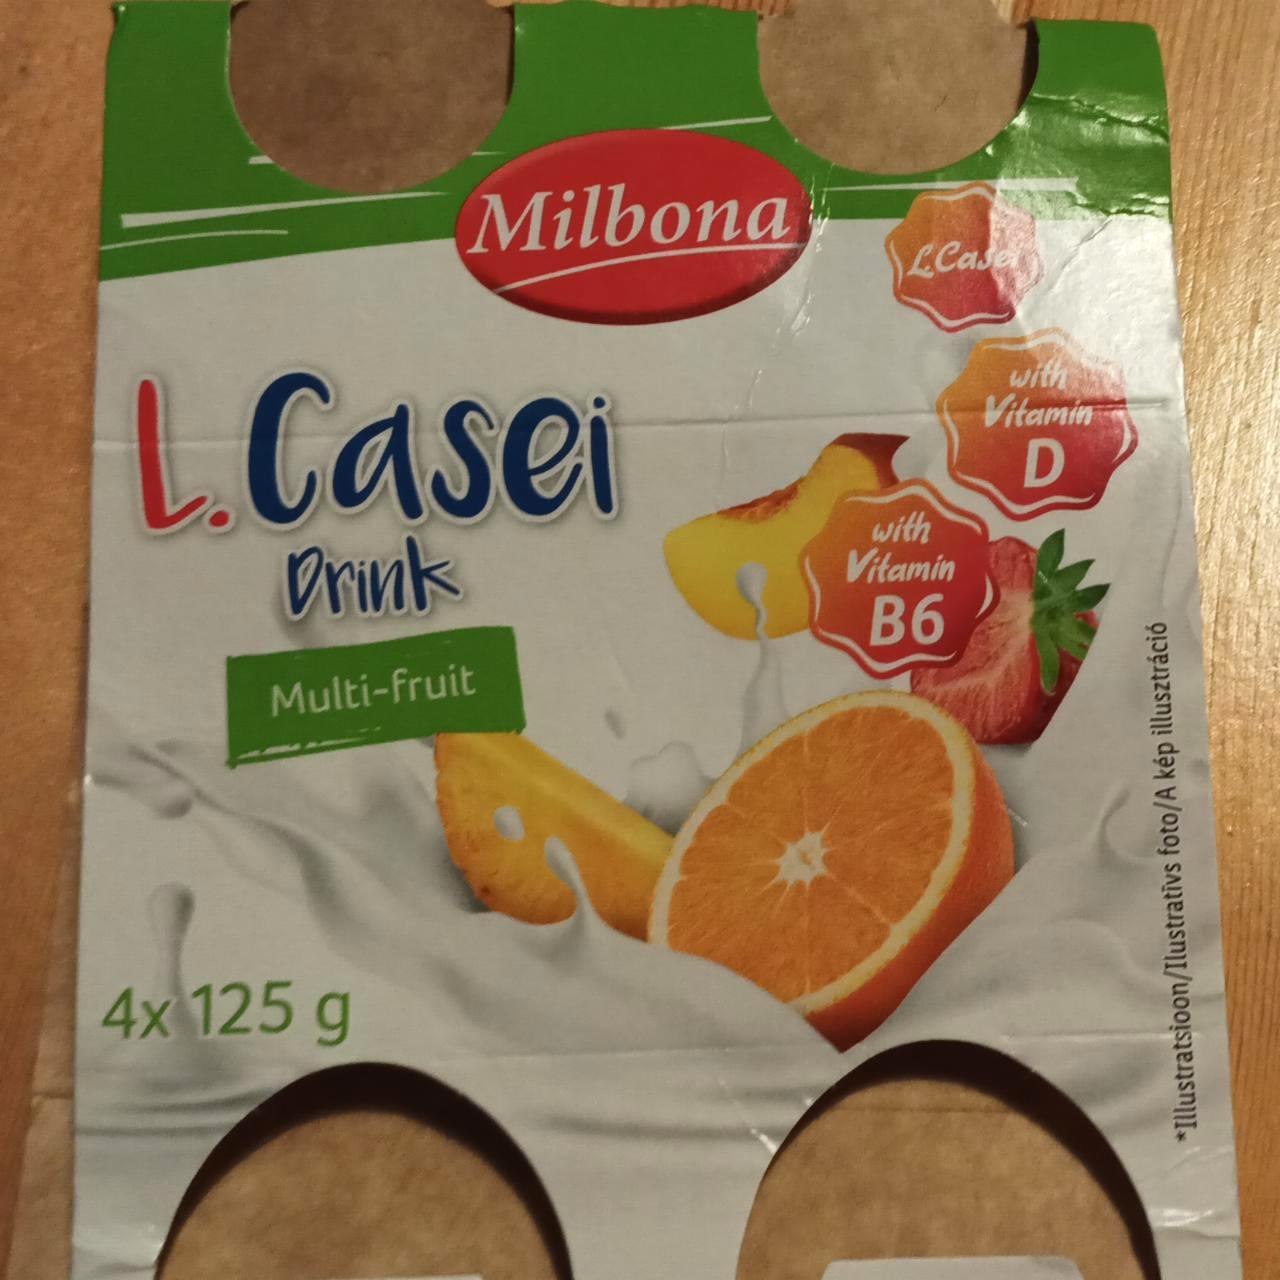 Milbona
L.Casei
with
Vitamin
D
L.Casei
Drink
with
Vitamin
B6
Multi-fruit
4x 125 g
*Illustratsioon/Ilustratīvs foto/A kép illusztráció